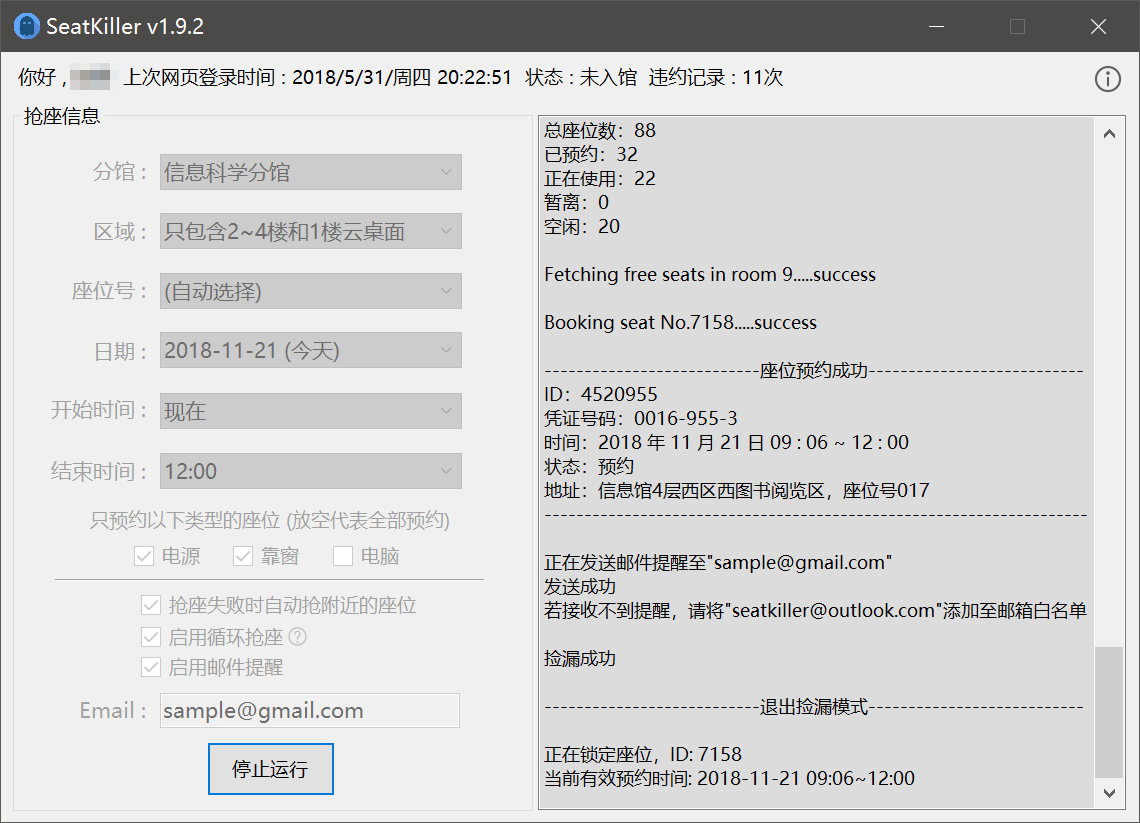 SeatKiller v1.9.2
你好 , 上次网页登录时间 : 2018/5/31/周四 20:22:51 状态 : 未入馆 违约记录 : 11次
抢座信息
分馆 : 信息科学分馆
区域 : 只包含2~4楼和1楼云桌面
座位号 : (自动选择)
日期 : 2018-11-21 (今天)
开始时间 : 现在
结束时间 : 12:00
只预约以下类型的座位 (放空代表全部预约)
电源 靠窗 电脑
抢座失败时自动抢附近的座位
启用循环抢座
启用邮件提醒
Email : sample@gmail.com
停止运行
总座位数：88
已预约：32
正在使用：22
暂离：0
空闲：20
Fetching free seats in room 9.....success
Booking seat No.7158.....success
---------------------------座位预约成功---------------------------
ID：4520955
凭证号码：0016-955-3
时间：2018 年 11 月 21 日 09 : 06 ~ 12 : 00
状态：预约
地址：信息馆4层西区西图书阅览区，座位号017
--------------------------------------------------------------------
正在发送邮件提醒至"sample@gmail.com"
发送成功
若接收不到提醒，请将"seatkiller@outlook.com"添加至邮箱白名单
捡漏成功
---------------------------退出捡漏模式---------------------------
正在锁定座位，ID: 7158
当前有效预约时间: 2018-11-21 09:06~12:00